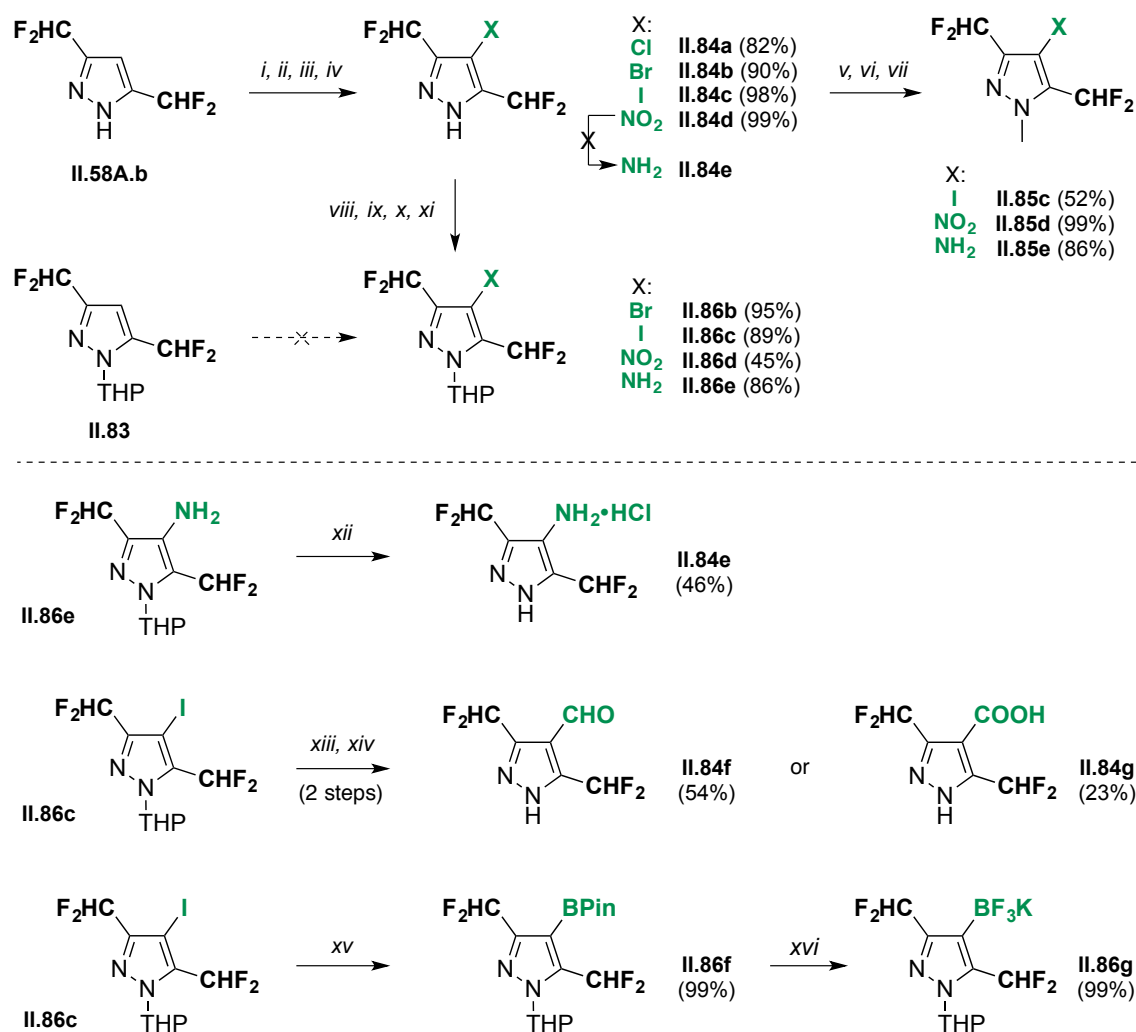 F₂HC
N
N
H
CHF₂
II.58A.b
i, ii, iii, iv
F₂HC
X
N
N
H
CHF₂
X:
Cl II.84a (82%)
Br II.84b (90%)
I II.84c (98%)
NO₂ II.84d (99%)
X
NH₂ II.84e
v, vi, vii
F₂HC
X
N
N
CHF₂
X:
I II.85c (52%)
NO₂ II.85d (99%)
NH₂ II.85e (86%)
viii, ix, x, xi
F₂HC
N
N
CHF₂
THP
II.83
X
F₂HC
X
N
N
CHF₂
THP
X:
Br II.86b (95%)
I II.86c (89%)
NO₂ II.86d (45%)
NH₂ II.86e (86%)
F₂HC
NH₂
N
N
CHF₂
THP
II.86e
xii
F₂HC
NH₂•HCl
N
N
H
CHF₂
II.84e
(46%)
F₂HC
I
N
N
CHF₂
THP
II.86c
xiii, xiv
(2 steps)
F₂HC
CHO
N
N
H
CHF₂
II.84f
(54%)
or
F₂HC
COOH
N
N
H
CHF₂
II.84g
(23%)
F₂HC
I
N
N
CHF₂
THP
II.86c
xv
F₂HC
BPin
N
N
CHF₂
THP
II.86f
(99%)
xvi
F₂HC
BF₃K
N
N
CHF₂
THP
II.86g
(99%)